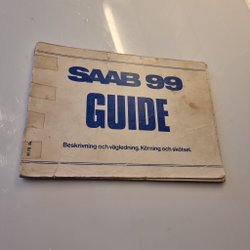 SAAB 99
GUIDE
Beskrivning och vägledning. Körning och skötsel.